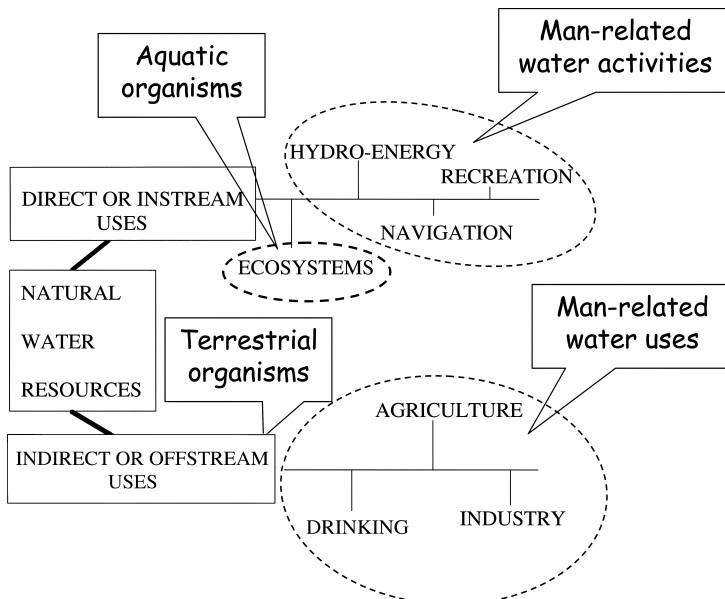 Aquatic
organisms
Man-related
water activities
HYDRO-ENERGY
RECREATION
DIRECT OR INSTREAM
USES
NAVIGATION
ECOSYSTEMS
NATURAL
WATER
RESOURCES
Terrestrial
organisms
Man-related
water uses
AGRICULTURE
INDIRECT OR OFFSTREAM
USES
DRINKING
INDUSTRY